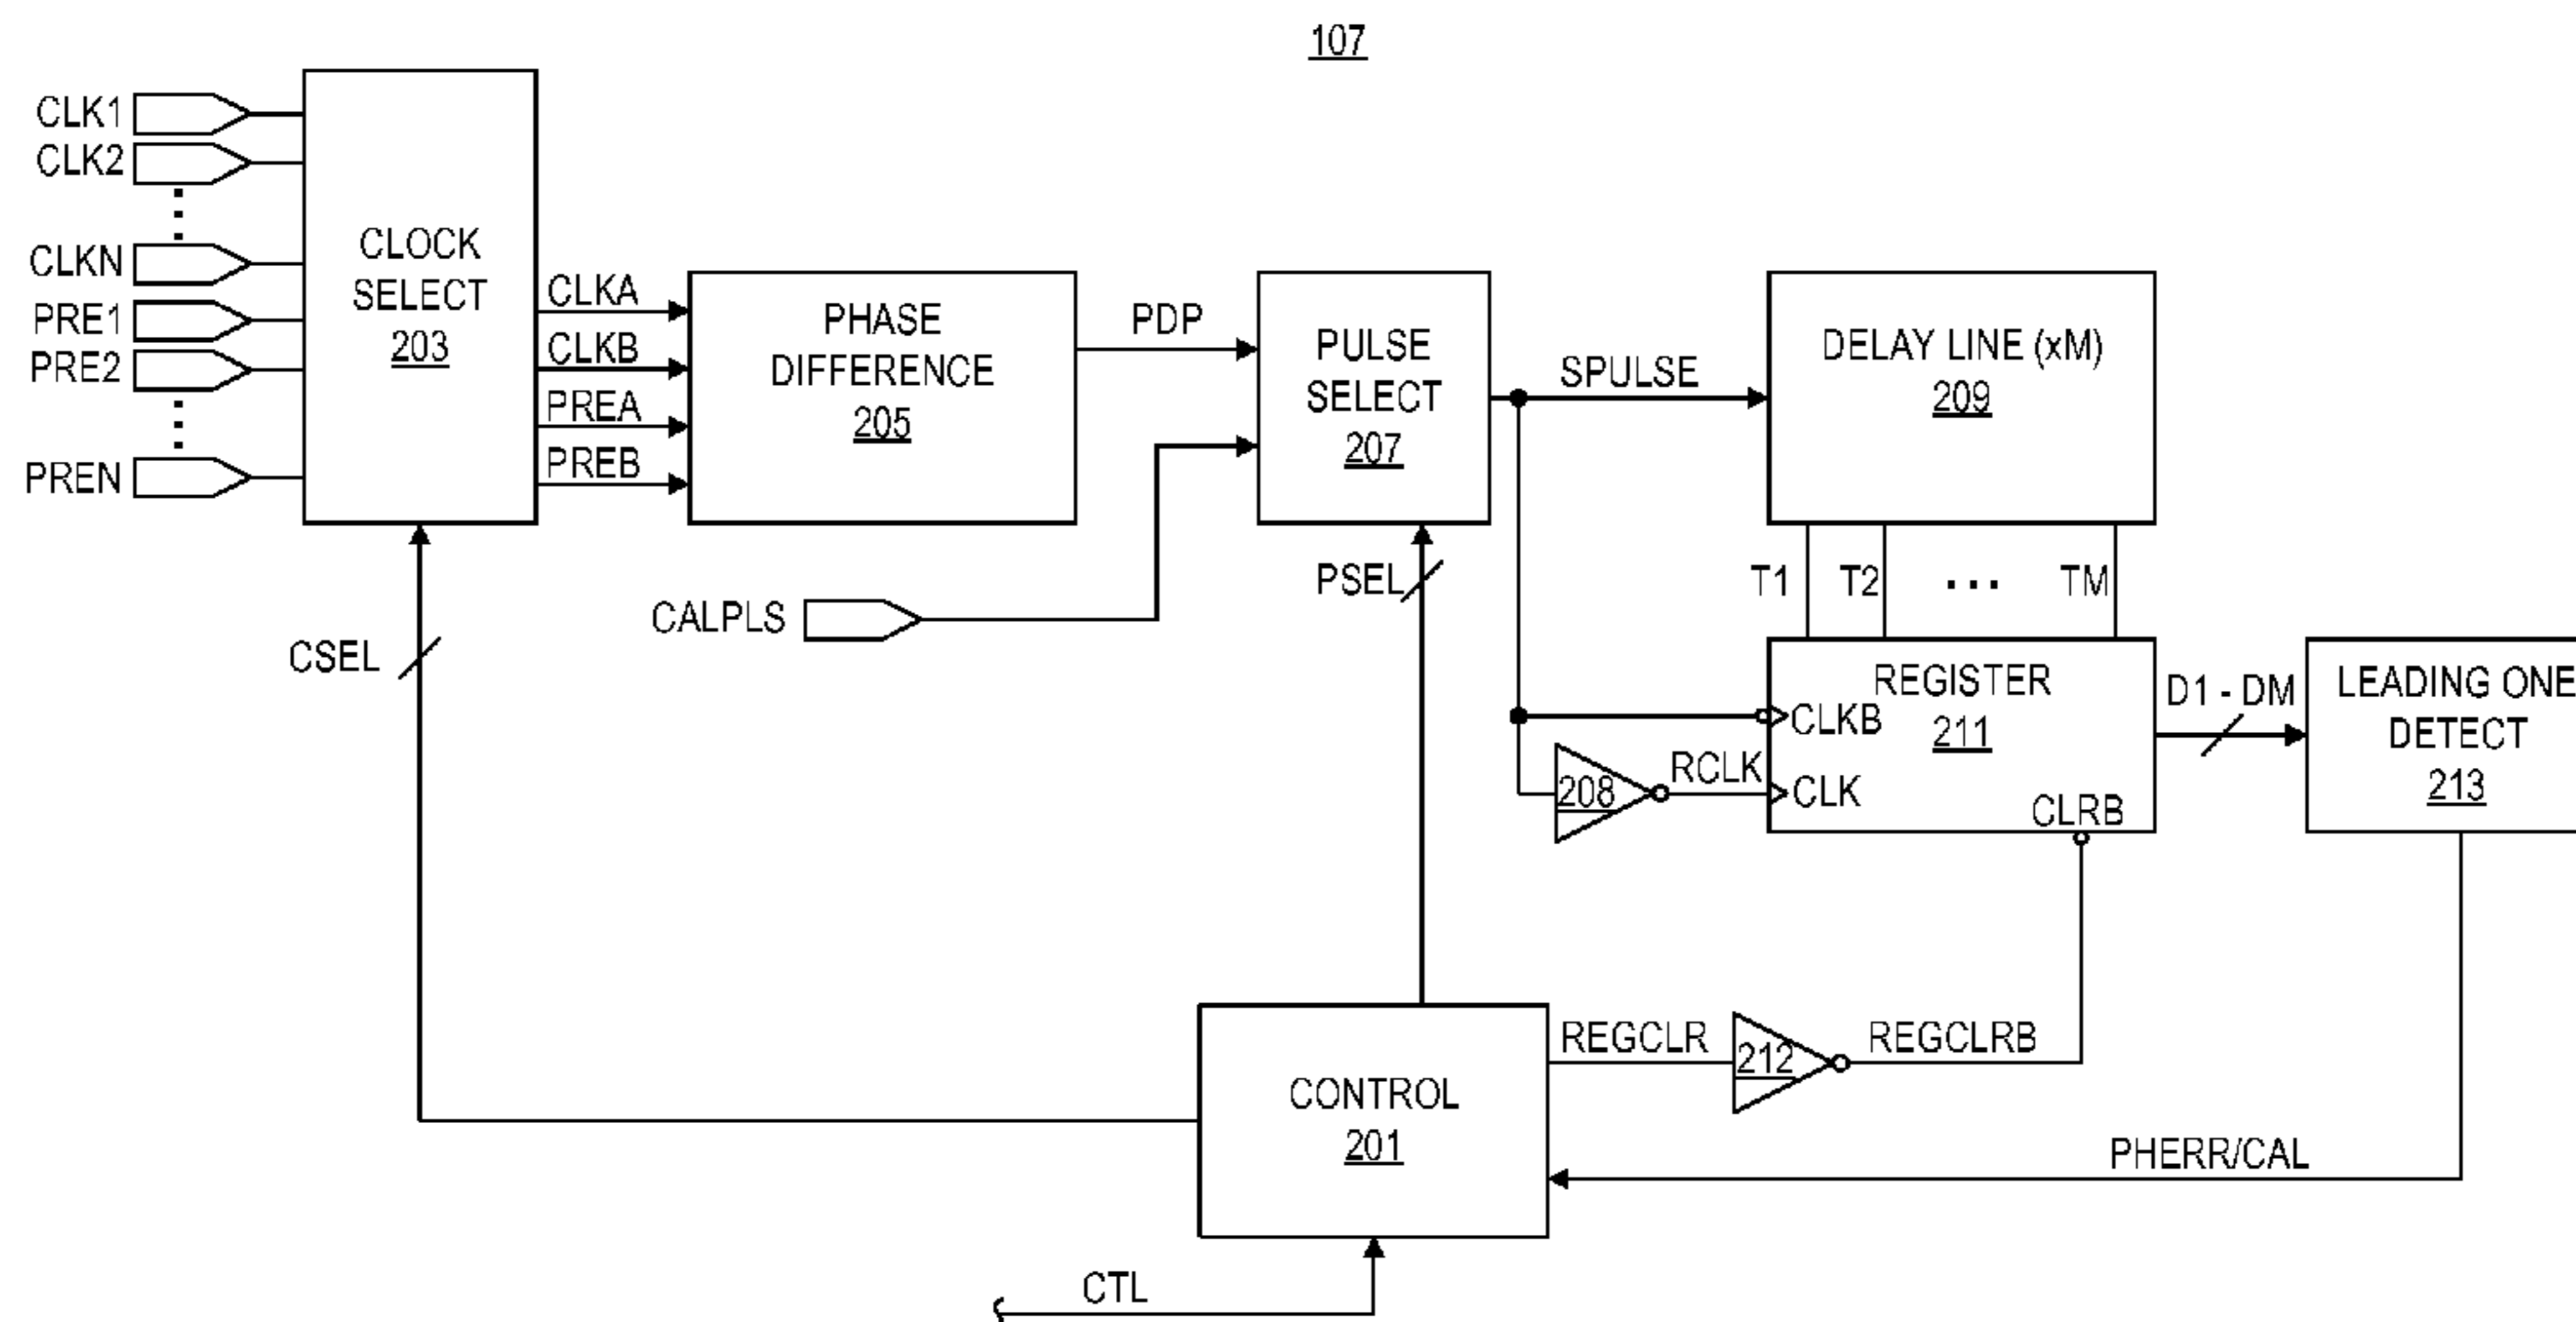 107
CLK1
CLK2
CLKN
PRE1
PRE2
PREN
CLOCK
SELECT
203
CLKA
CLKB
PREA
PREB
PHASE
DIFFERENCE
205
PDP
CALPLS
PULSE
SELECT
207
SPULSE
DELAY LINE (xM)
209
CSEL
PSEL
T1
T2
...
TM
REGISTER
211
CLKB
CLK
CLRB
208
RCLK
D1 - DM
LEADING ONE
DETECT
213
CONTROL
201
REGCLR
212
REGCLRB
PHERR/CAL
CTL